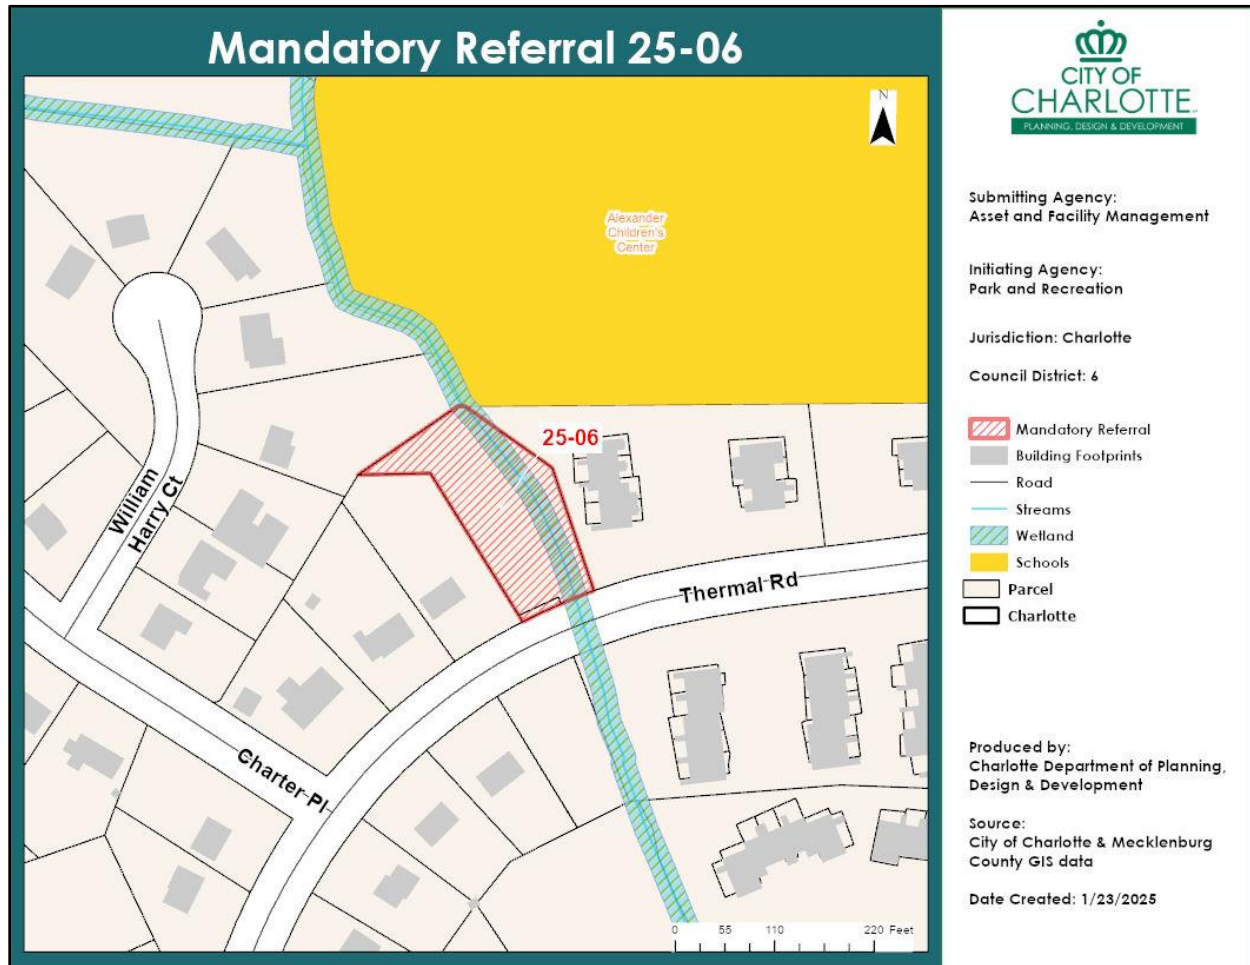 Mandatory Referral 25-06
N
Alexander
Children's
Center
25-06
William
Harry Ct
Thermal Rd
Charter Pl
0 55 110 220 Feet
CITY OF
CHARLOTTE
PLANNING, DESIGN & DEVELOPMENT
Submitting Agency:
Asset and Facility Management
Initiating Agency:
Park and Recreation
Jurisdiction: Charlotte
Council District: 6
Mandatory Referral
Building Footprints
Road
Streams
Wetland
Schools
Parcel
Charlotte
Produced by:
Charlotte Department of Planning,
Design & Development
Source:
City of Charlotte & Mecklenburg
County GIS data
Date Created: 1/23/2025